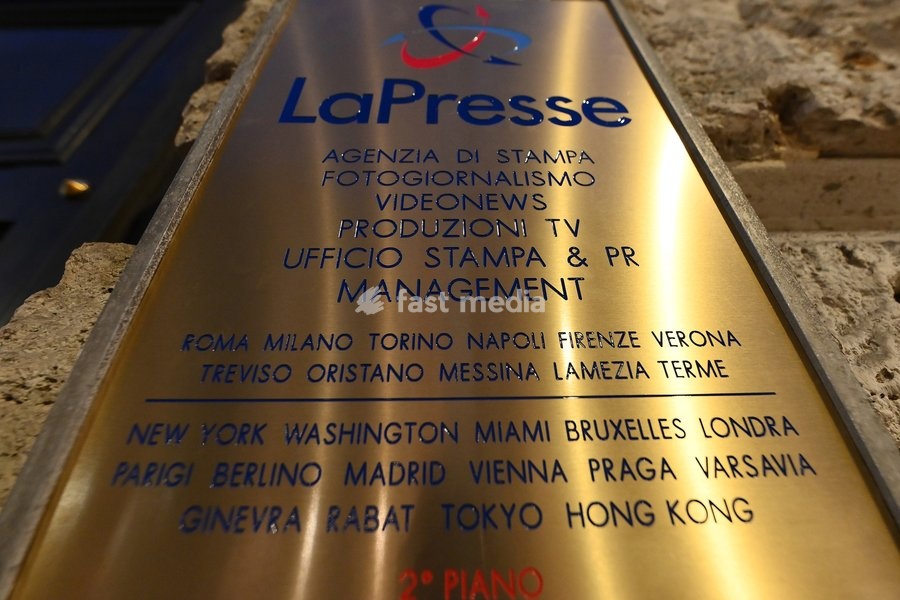 LaPresse
AGENZIA DI STAMPA
FOTOGIORNALISMO
VIDEONEWS
PRODUZIONI TV
UFFICIO STAMPA & PR
MANAGEMENT
fast media
ROMA MILANO TORINO NAPOLI FIRENZE VERONA
TREVISO ORISTANO MESSINA LAMEZIA TERME
NEW YORK WASHINGTON MIAMI BRUXELLES LONDRA
PARIGI BERLINO MADRID VIENNA PRAGA VARSAVIA
GINEVRA RABAT TOKYO HONG KONG
2° PIANO